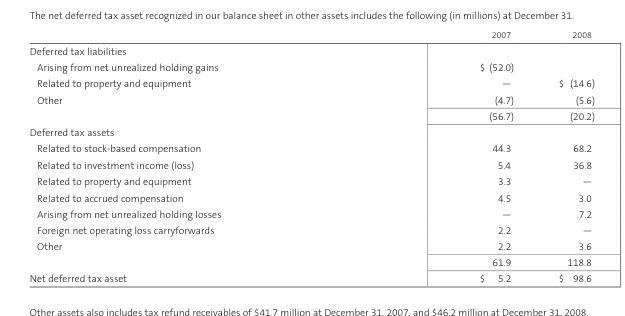 The net deferred tax asset recognized in our balance sheet in other assets includes the following (in millions) at December 31.
2007 2008
Deferred tax liabilities
Arising from net unrealized holding gains $ (52.0)
Related to property and equipment — $ (14.6)
Other (4.7) (5.6)
(56.7) (20.2)
Deferred tax assets
Related to stock-based compensation 44.3 68.2
Related to investment income (loss) 5.4 36.8
Related to property and equipment 3.3 —
Related to accrued compensation 4.5 3.0
Arising from net unrealized holding losses — 7.2
Foreign net operating loss carryforwards 2.2 —
Other 2.2 3.6
61.9 118.8
Net deferred tax asset $ 5.2 $ 98.6
Other assets also includes tax refund receivables of $41.7 million at December 31, 2007, and $46.2 million at December 31, 2008.